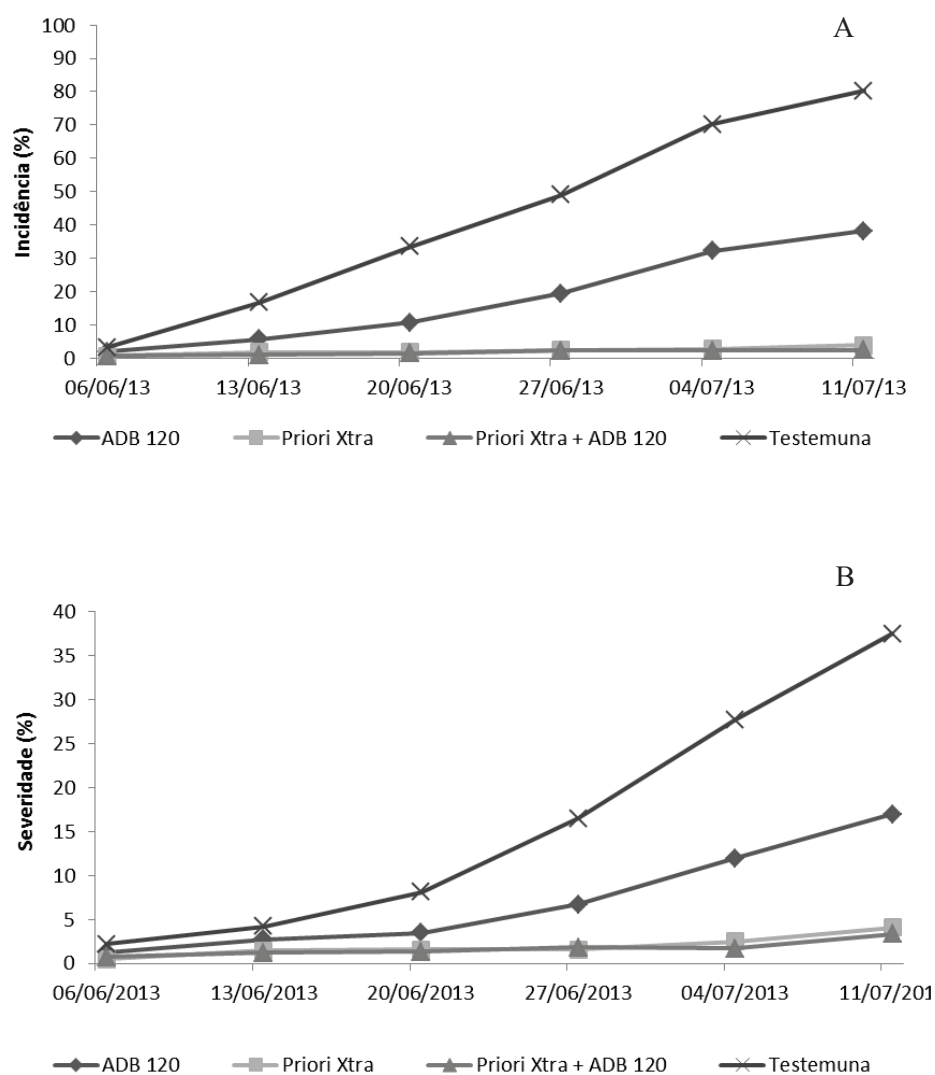 A
100
90
80
70
60
50
40
30
20
10
0
Incidência (%)
06/06/13 13/06/13 20/06/13 27/06/13 04/07/13 11/07/13
ADB 120 Priori Xtra Priori Xtra + ADB 120 Testemuna
B
40
35
30
25
20
15
10
5
0
Severidade (%)
06/06/2013 13/06/2013 20/06/2013 27/06/2013 04/07/2013 11/07/201
ADB 120 Priori Xtra Priori Xtra + ADB 120 Testemuna